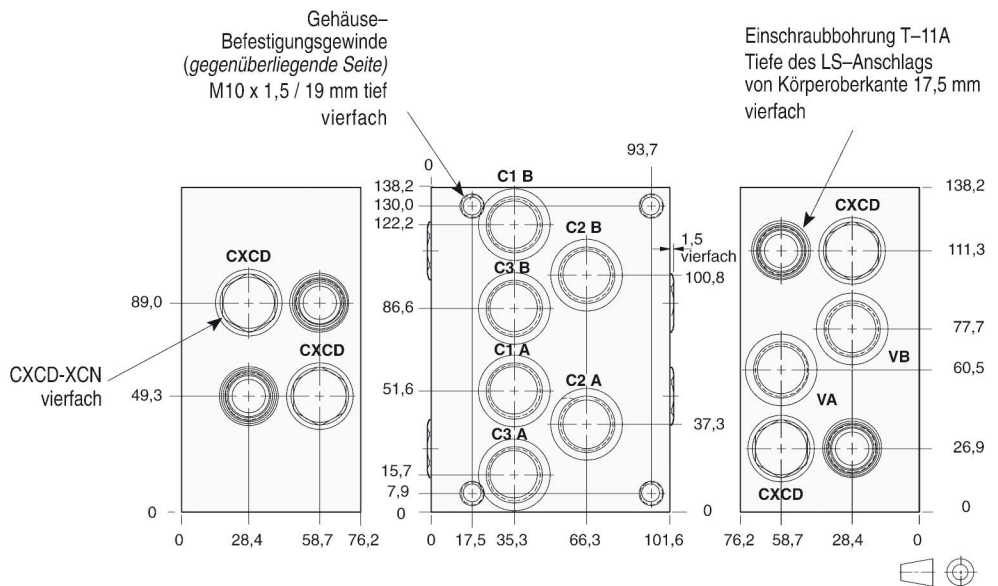 Gehäuse–
Befestigungsgewinde
(gegenüberliegende Seite)
M10 x 1,5 / 19 mm tief
vierfach
Einschraubbohrung T–11A
Tiefe des LS–Anschlags
von Körperoberkante 17,5 mm
vierfach
CXCD
CXCD
89,0
49,3
0
CXCD-XCN
vierfach
0 28,4 58,7 76,2
0
93,7
138,2
130,0
122,2
86,6
51,6
15,7
7,9
0
C1 B
C2 B
C3 B
C1 A
C2 A
C3 A
1,5
vierfach
100,8
37,3
0
0 17,5 35,3 66,3 101,6
CXCD
VB
VA
CXCD
138,2
111,3
77,7
60,5
26,9
0
76,2 58,7 28,4 0